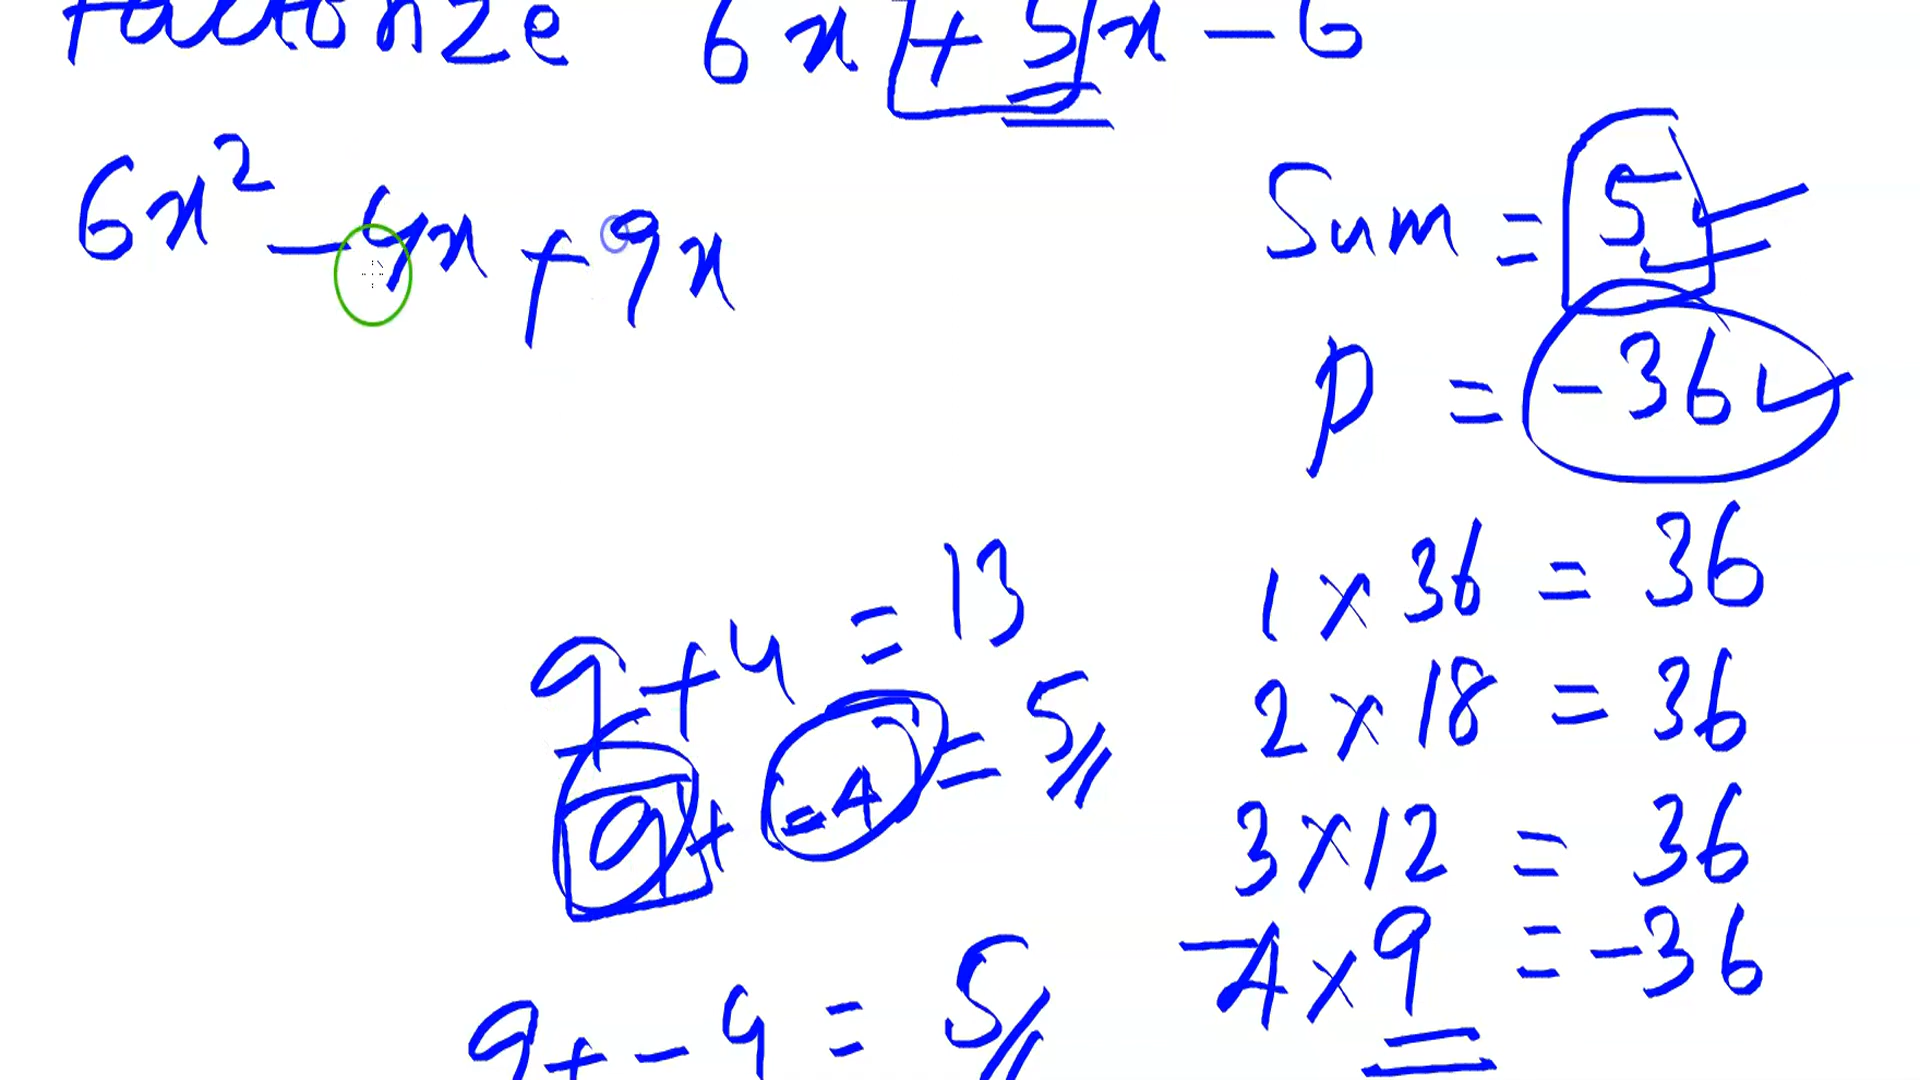 Factorize 6x + 5x - 6
6x² - 4x + 9x
Sum = 5
P = -36
1 x 36 = 36
2 x 18 = 36
3 x 12 = 36
-4 x 9 = -36
9 + 4 = 13
9 + -4 = 5
9 + - 4 = 5